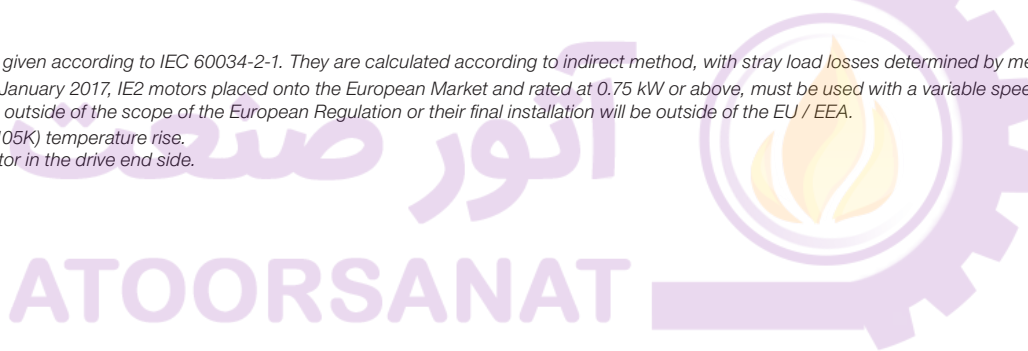 given according to IEC 60034-2-1. They are calculated according to indirect method, with stray load losses determined by me
January 2017, IE2 motors placed onto the European Market and rated at 0.75 kW or above, must be used with a variable spee
outside of the scope of the European Regulation or their final installation will be outside of the EU / EEA.
105K) temperature rise.
tor in the drive end side.
آتور صنعت
ATOORSANAT